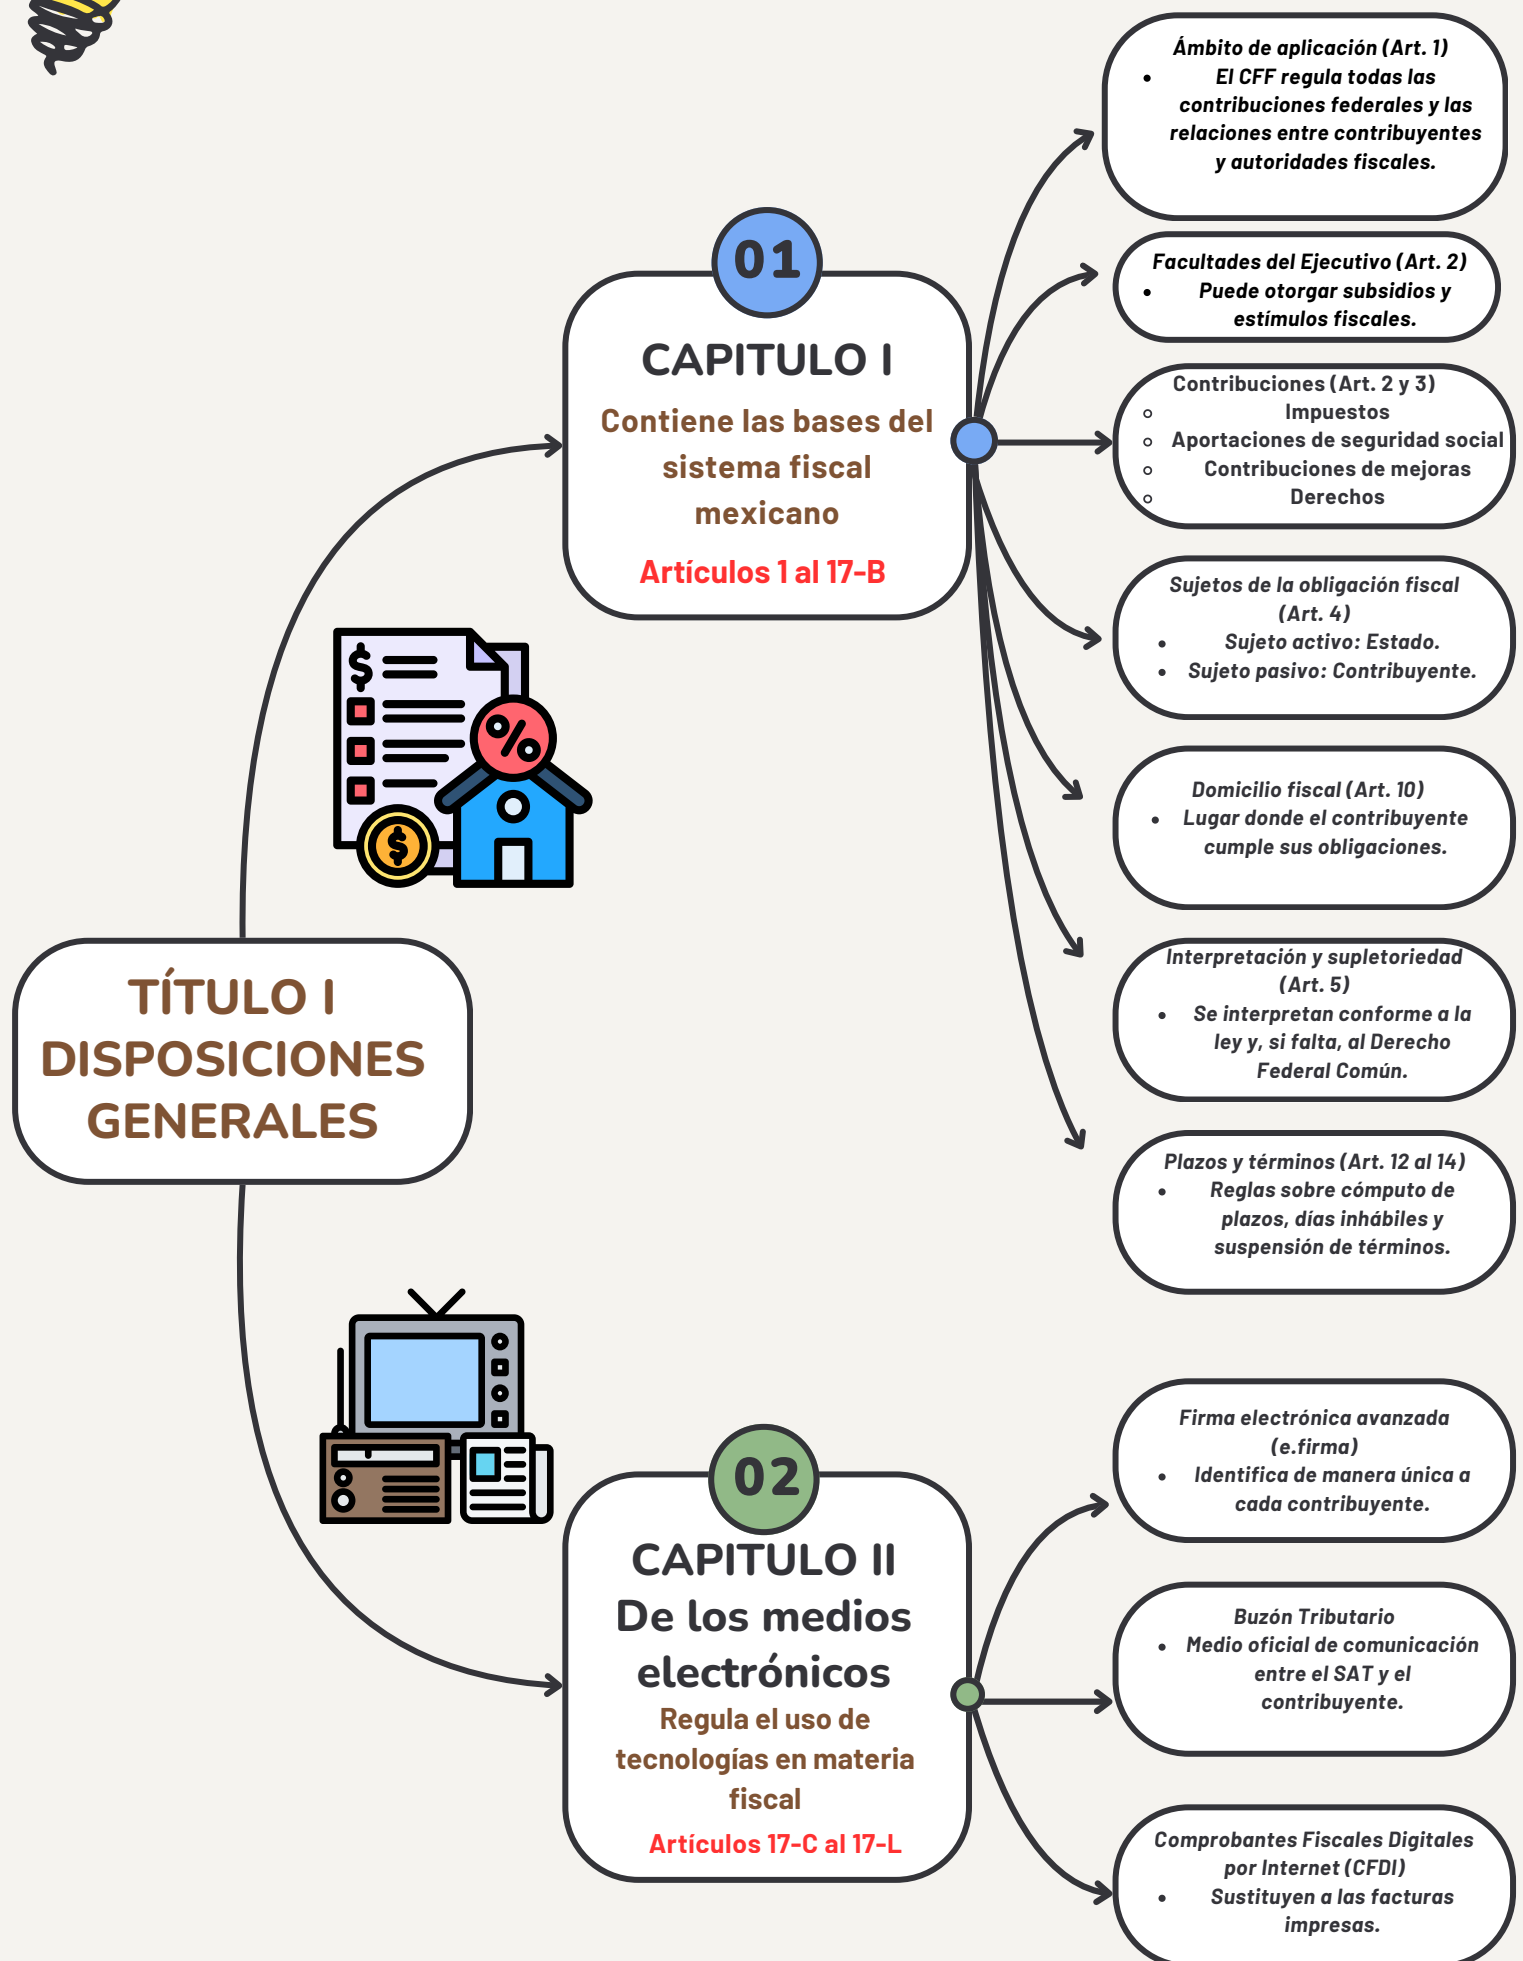 TÍTULO I
DISPOSICIONES
GENERALES
01
CAPITULO I
Contiene las bases del
sistema fiscal
mexicano
Artículos 1 al 17-B
Ámbito de aplicación (Art. 1)
• El CFF regula todas las
contribuciones federales y las
relaciones entre contribuyentes
y autoridades fiscales.
Facultades del Ejecutivo (Art. 2)
• Puede otorgar subsidios y
estímulos fiscales.
Contribuciones (Art. 2 y 3)
○ Impuestos
○ Aportaciones de seguridad social
○ Contribuciones de mejoras
○ Derechos
Sujetos de la obligación fiscal
(Art. 4)
• Sujeto activo: Estado.
• Sujeto pasivo: Contribuyente.
Domicilio fiscal (Art. 10)
• Lugar donde el contribuyente
cumple sus obligaciones.
Interpretación y supletoriedad
(Art. 5)
• Se interpretan conforme a la
ley y, si falta, al Derecho
Federal Común.
Plazos y términos (Art. 12 al 14)
• Reglas sobre cómputo de
plazos, días inhábiles y
suspensión de términos.
02
CAPITULO II
De los medios
electrónicos
Regula el uso de
tecnologías en materia
fiscal
Artículos 17-C al 17-L
Firma electrónica avanzada
(e.firma)
• Identifica de manera única a
cada contribuyente.
Buzón Tributario
• Medio oficial de comunicación
entre el SAT y el
contribuyente.
Comprobantes Fiscales Digitales
por Internet (CFDI)
• Sustituyen a las facturas
impresas.
$
%
$